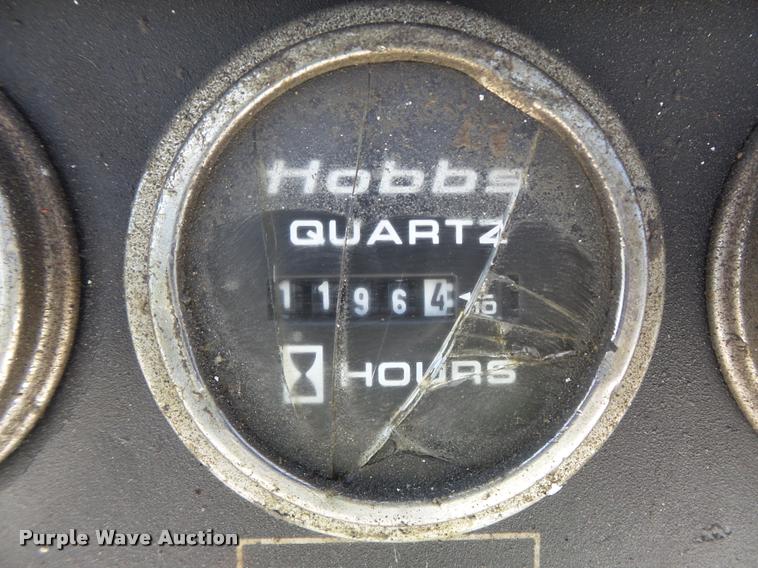 Hobbs
QUARTZ
11964 1/10
HOURS
Purple Wave Auction